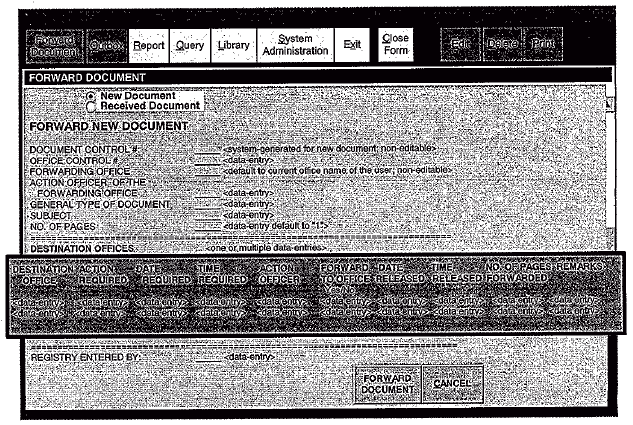 Forward Document Outbox Report Query Library System Administration Exit Close Form Edit Delete Print
FORWARD DOCUMENT
New Document
Received Document
FORWARD NEW DOCUMENT
DOCUMENT CONTROL #: <system-generated for new document; non-editable>
OFFICE CONTROL #: <data-entry>
FORWARDING OFFICE <default to current office name of the user; non-editable>
ACTION OFFICER OF THE
FORWARDING OFFICE <data-entry>
GENERAL TYPE OF DOCUMENT <data-entry>
SUBJECT <data-entry>
NO. OF PAGES <data-entry default to "1">
DESTINATION OFFICES: <one or multiple data-entries>
DESTINATION OFFICE ACTION REQUIRED DATE REQUIRED TIME REQUIRED ACTION OFFICER FORWARD TO OFFICE DATE RELEASED TIME RELEASED NO. OF PAGES FORWARDED REMARKS
<data-entry> <data-entry> <data-entry> <data-entry> <data-entry> <data-entry> <data-entry> <data-entry> <data-entry> <data-entry>
<data-entry> <data-entry> <data-entry> <data-entry> <data-entry> <data-entry> <data-entry> <data-entry> <data-entry> <data-entry>
REGISTRY ENTERED BY: <data-entry>
FORWARD DOCUMENT CANCEL